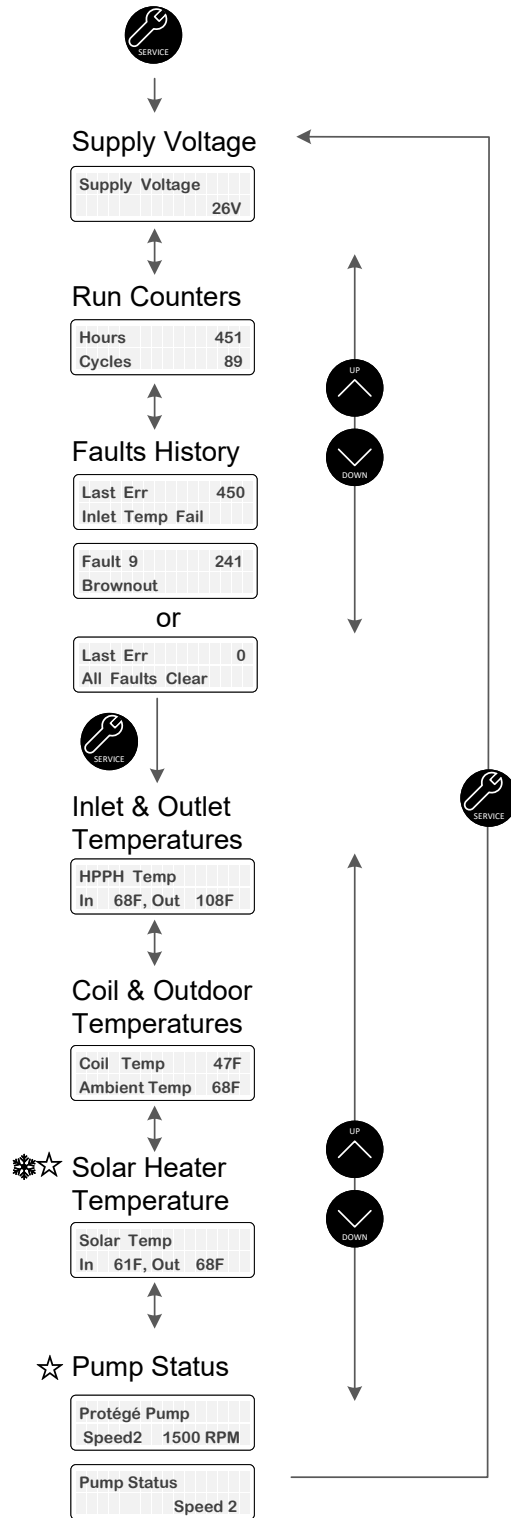 SERVICE
Supply Voltage
Supply Voltage
26V
Run Counters
Hours 451
Cycles 89
UP
DOWN
Faults History
Last Err 450
Inlet Temp Fail
Fault 9 241
Brownout
or
Last Err 0
All Faults Clear
SERVICE
SERVICE
Inlet & Outlet
Temperatures
HPPH Temp
In 68F, Out 108F
Coil & Outdoor
Temperatures
Coil Temp 47F
Ambient Temp 68F
UP
DOWN
Solar Heater
Temperature
Solar Temp
In 61F, Out 68F
Pump Status
Protégé Pump
Speed2 1500 RPM
Pump Status
Speed 2